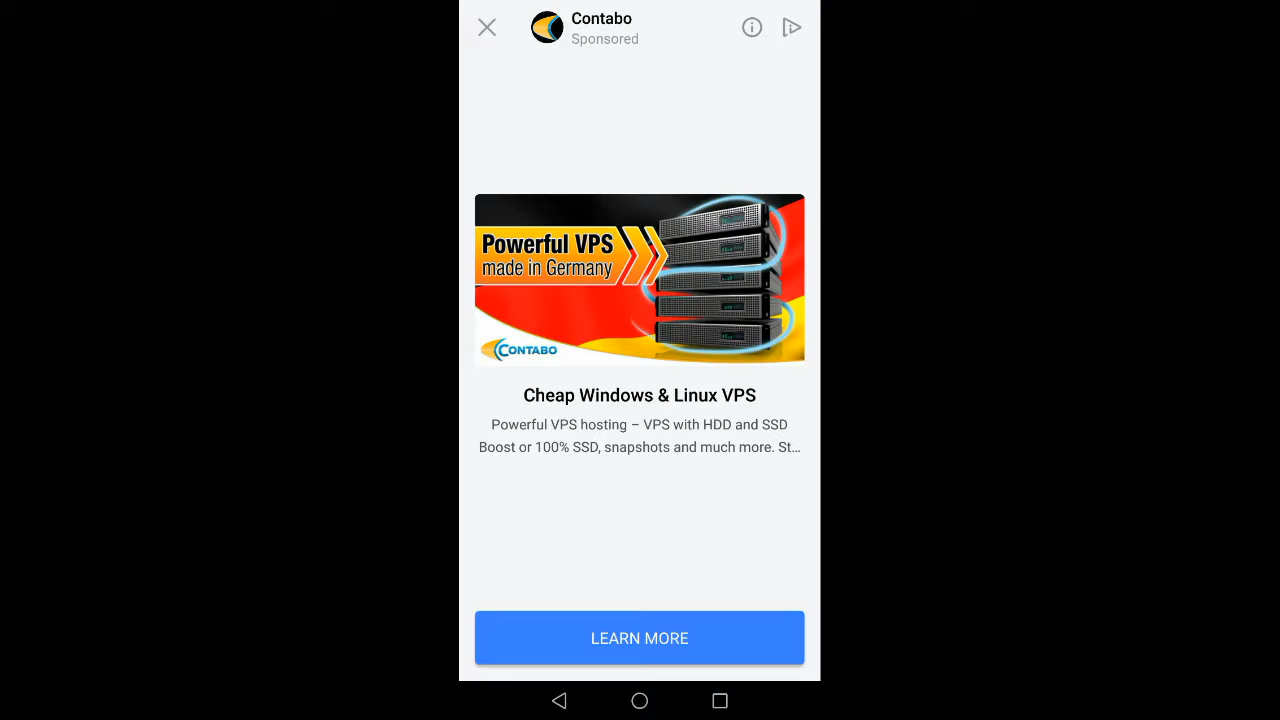 Contabo
Sponsored
Powerful VPS
made in Germany
CONTABO
Cheap Windows & Linux VPS
Powerful VPS hosting – VPS with HDD and SSD
Boost or 100% SSD, snapshots and much more. St...
LEARN MORE